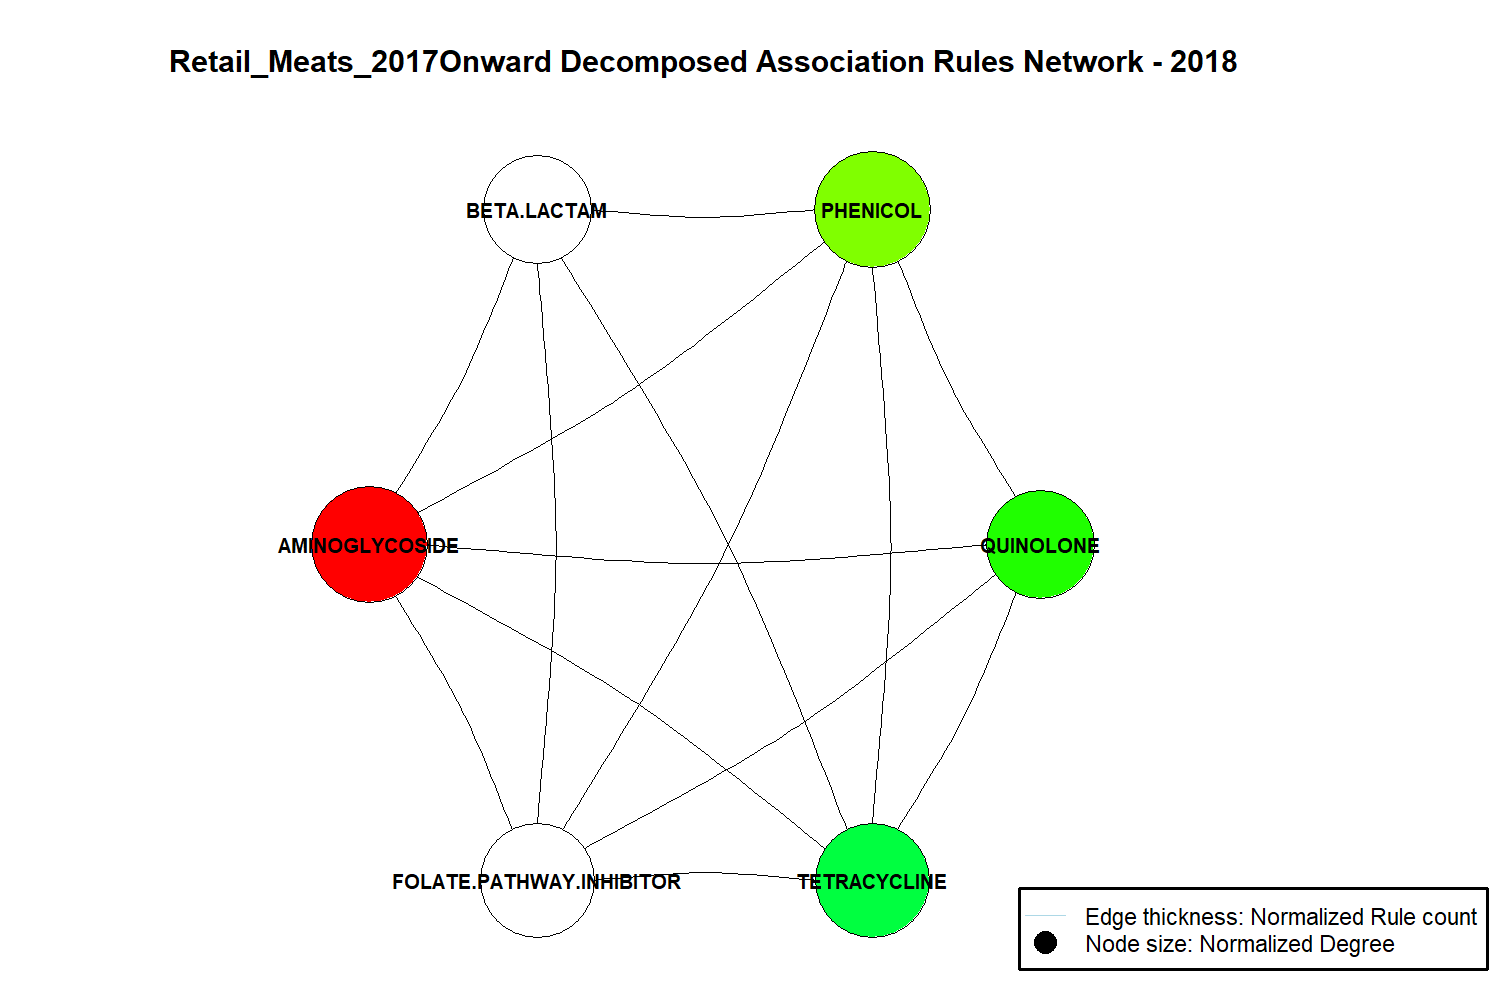 Retail_Meats_2017Onward Decomposed Association Rules Network - 2018
BETA.LACTAM
PHENICOL
AMINOGLYCOSIDE
QUINOLONE
FOLATE.PATHWAY.INHIBITOR
TETRACYCLINE
Edge thickness: Normalized Rule count
Node size: Normalized Degree